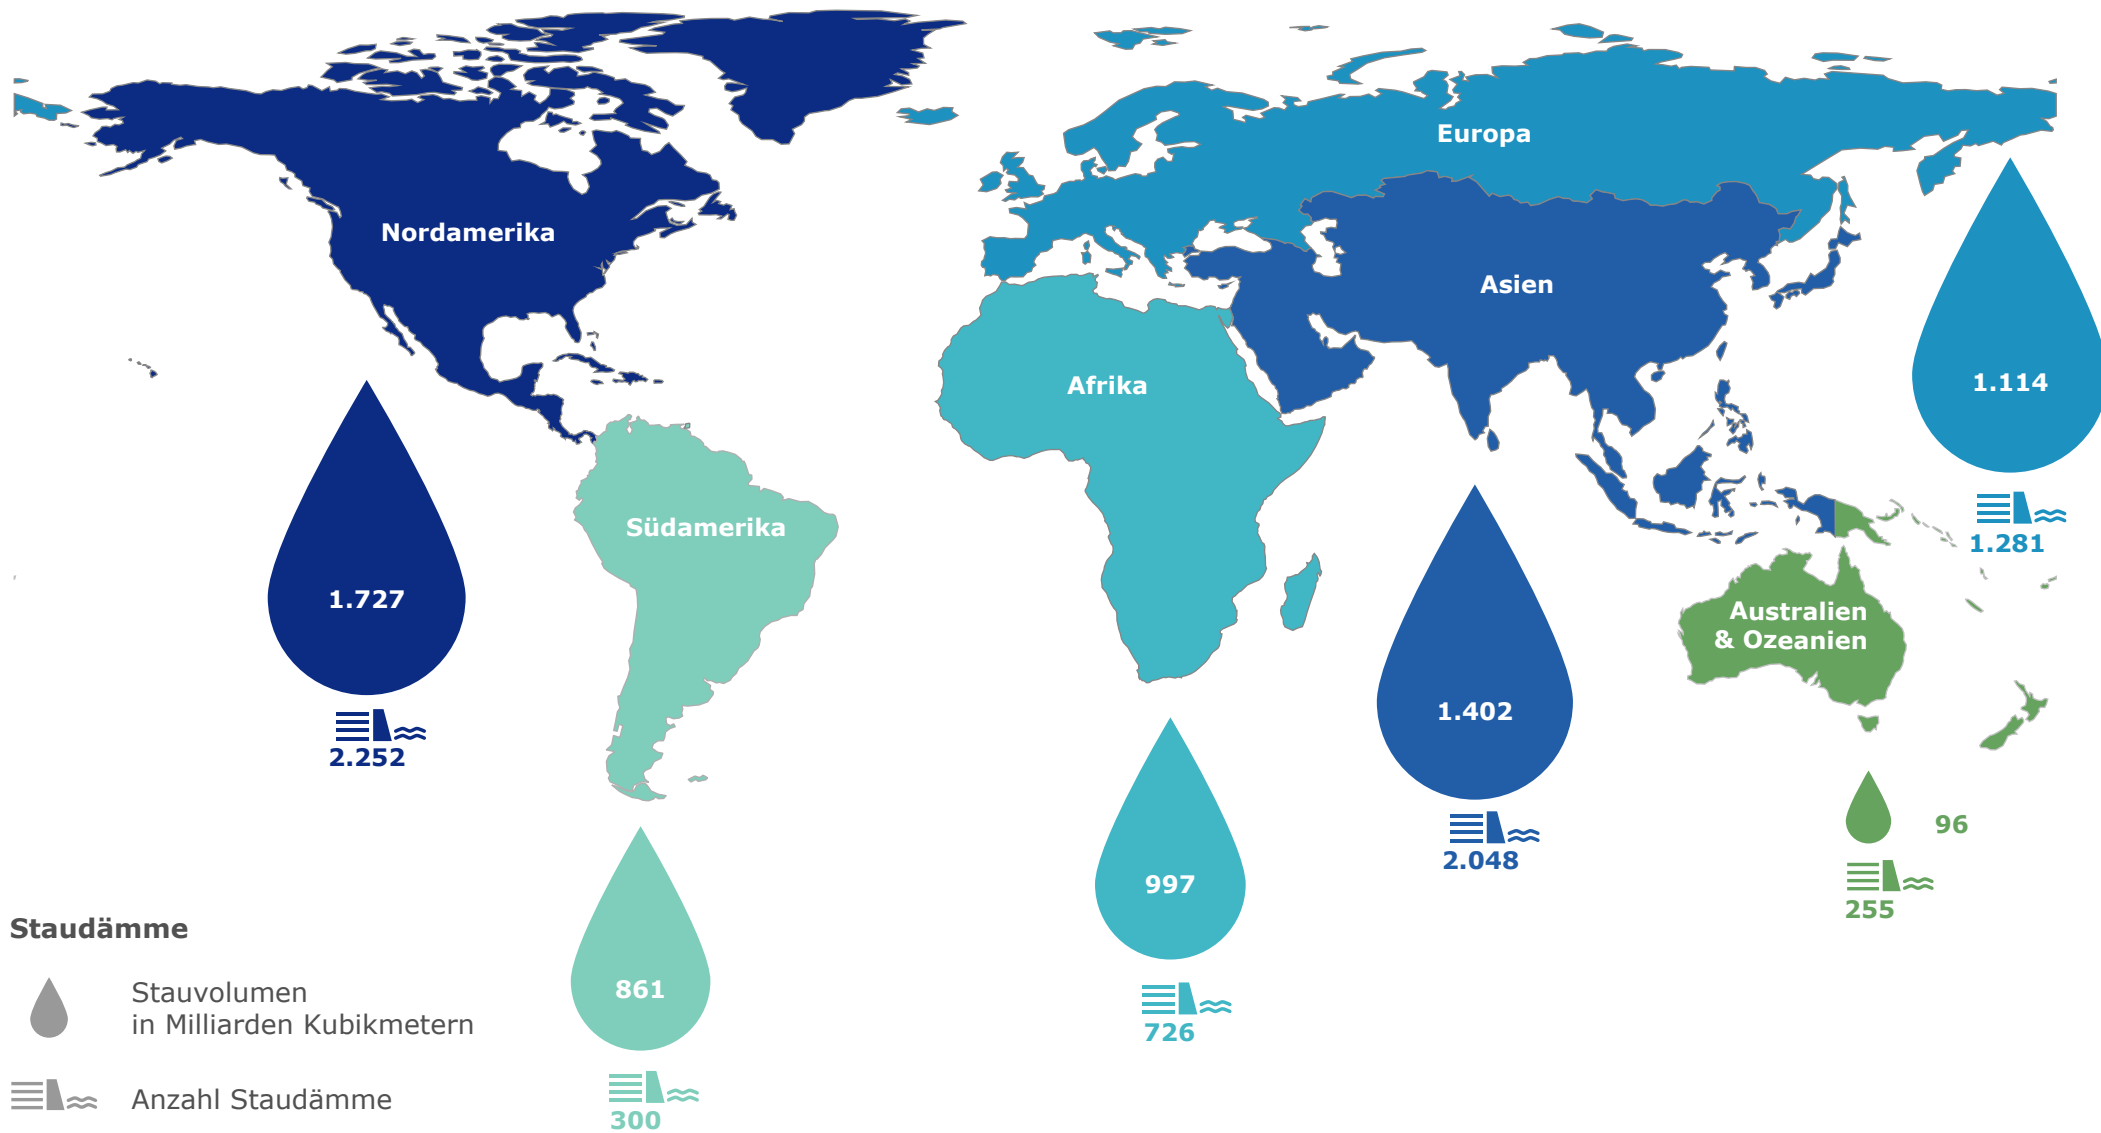 Europa
Nordamerika
Asien
1.114
Afrika
Südamerika
1.281
1.727
Australien
& Ozeanien
1.402
2.252
96
2.048
997
255
Staudämme
861
Stauvolumen
in Milliarden Kubikmetern
726
Anzahl Staudämme
300